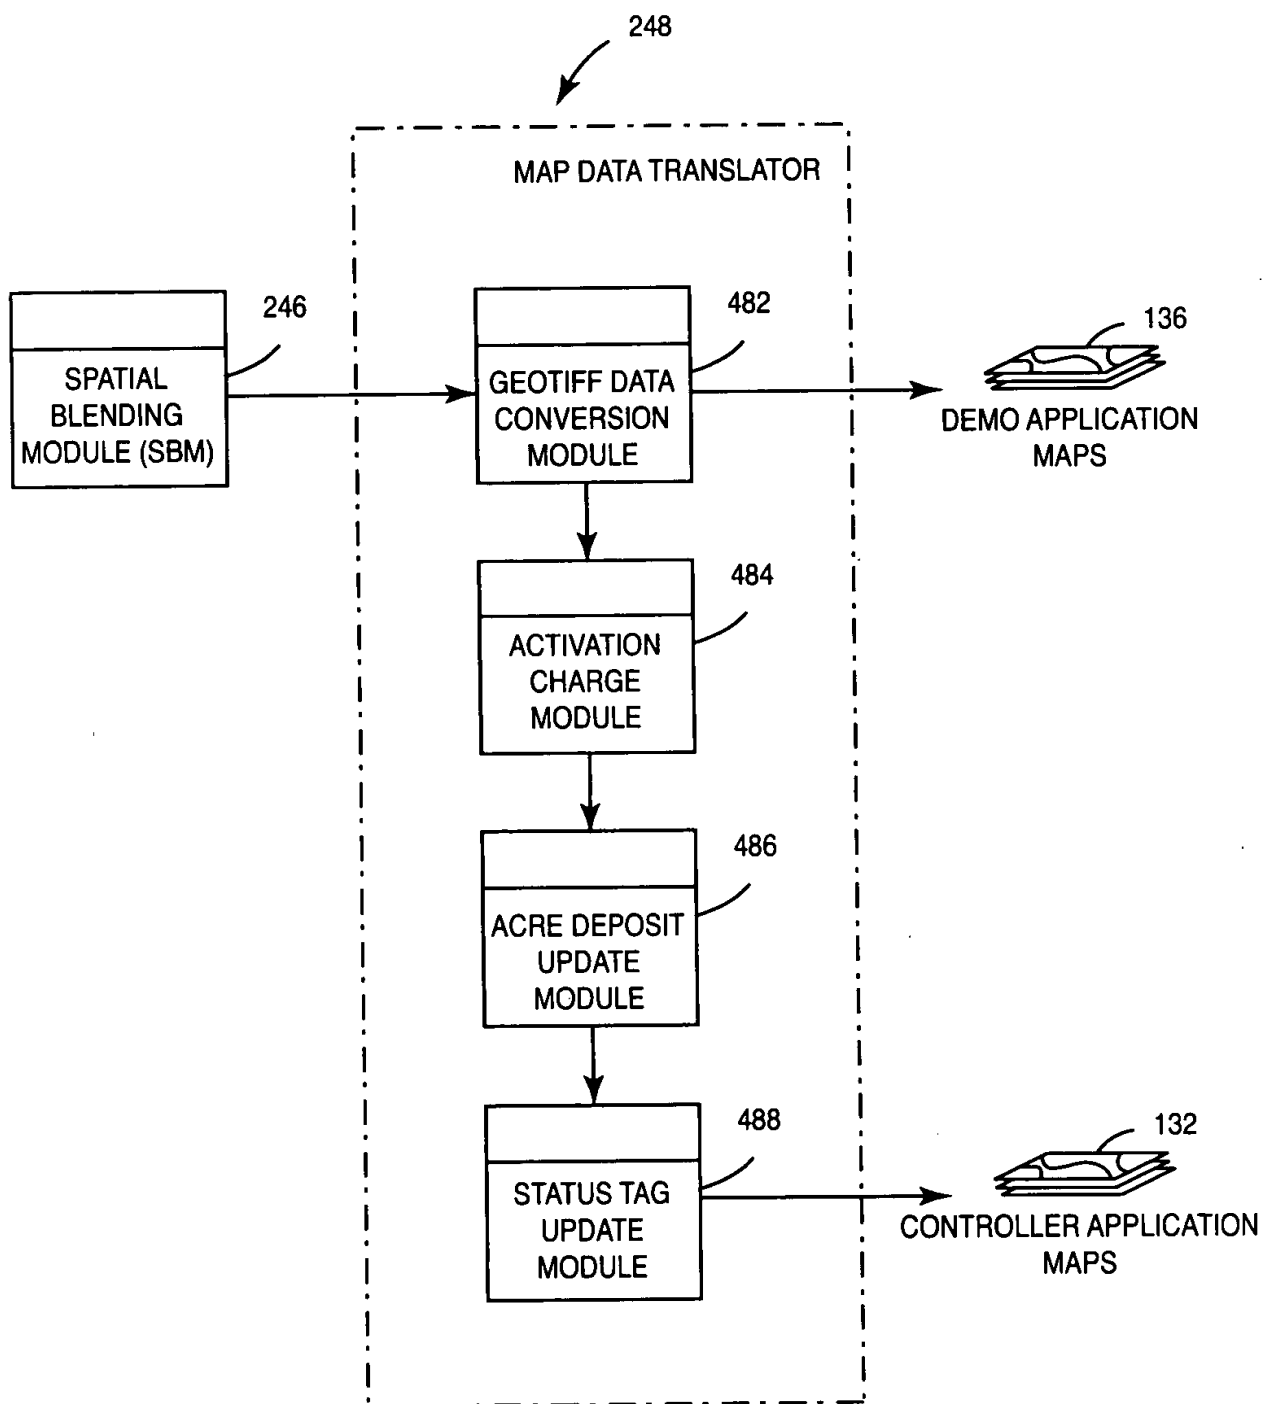 248
MAP DATA TRANSLATOR
246
SPATIAL
BLENDING
MODULE (SBM)
482
GEOTIFF DATA
CONVERSION
MODULE
136
DEMO APPLICATION
MAPS
484
ACTIVATION
CHARGE
MODULE
486
ACRE DEPOSIT
UPDATE
MODULE
488
STATUS TAG
UPDATE
MODULE
132
CONTROLLER APPLICATION
MAPS